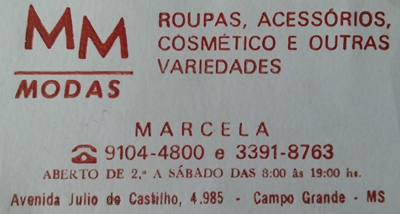 MM
MODAS
ROUPAS, ACESSÓRIOS,
COSMÉTICO E OUTRAS
VARIEDADES
MARCELA
☎ 9104-4800 e 3391-8763
ABERTO DE 2,ª A SÁBADO DAS 8:00 às 19:00 hs.
Avenida Julio de Castilho, 4.985 - Campo Grande - MS